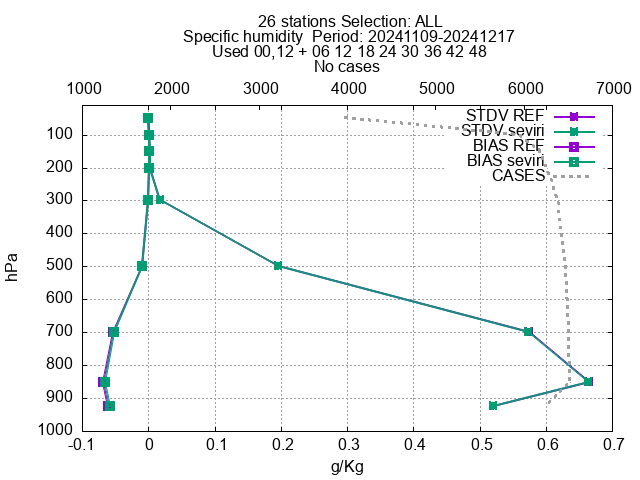 26 stations Selection: ALL
Specific humidity  Period: 20241109-20241217
Used 00,12 + 06 12 18 24 30 36 42 48
No cases
1000 2000 3000 4000 5000 6000 7000
STDV REF
STDV seviri
BIAS REF
BIAS seviri
CASES
100
200
300
400
500
600
700
800
900
1000
hPa
-0.1 0 0.1 0.2 0.3 0.4 0.5 0.6 0.7
g/Kg